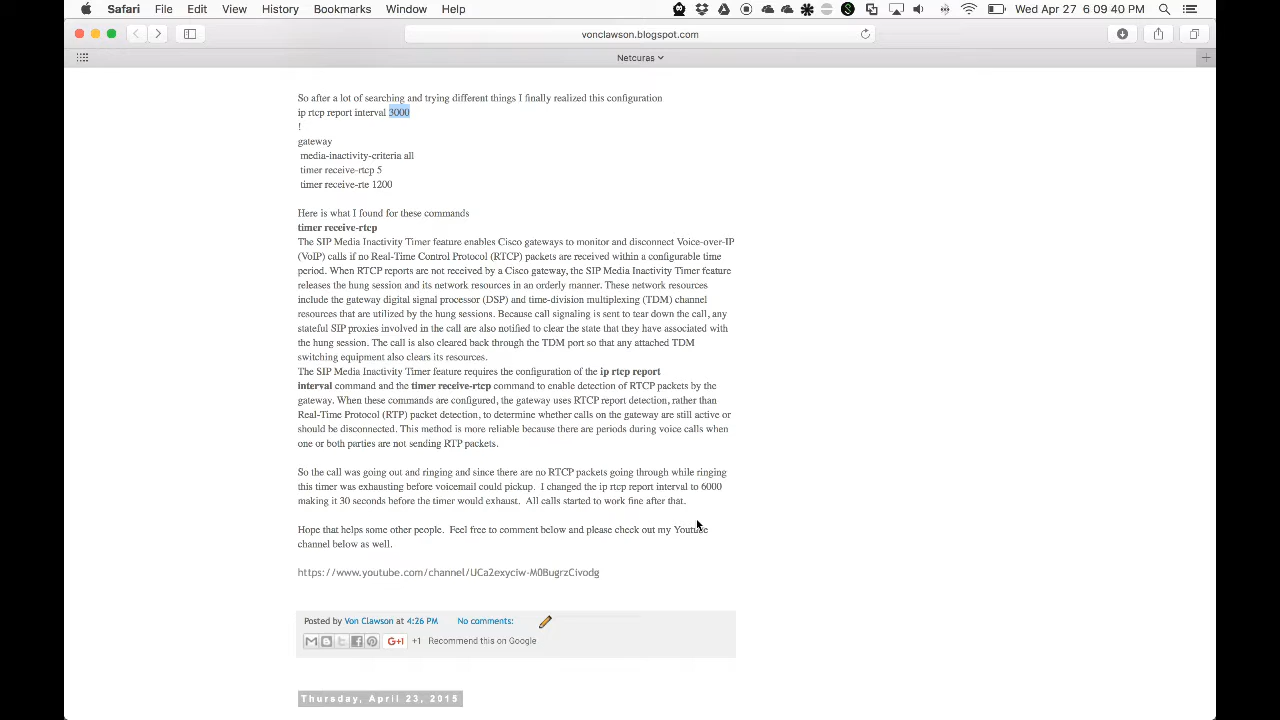 Safari File Edit View History Bookmarks Window Help Wed Apr 27 6:09:40 PM
vonclawson.blogspot.com
Netcuras
So after a lot of searching and trying different things I finally realized this configuration
ip rtcp report interval 3000
!
gateway
media-inactivity-criteria all
timer receive-rtcp 5
timer receive-rte 1200
Here is what I found for these commands
timer receive-rtcp
The SIP Media Inactivity Timer feature enables Cisco gateways to monitor and disconnect Voice-over-IP
(VoIP) calls if no Real-Time Control Protocol (RTCP) packets are received within a configurable time
period. When RTCP reports are not received by a Cisco gateway, the SIP Media Inactivity Timer feature
releases the hung session and its network resources in an orderly manner. These network resources
include the gateway digital signal processor (DSP) and time-division multiplexing (TDM) channel
resources that are utilized by the hung sessions. Because call signaling is sent to tear down the call, any
stateful SIP proxies involved in the call are also notified to clear the state that they have associated with
the hung session. The call is also cleared back through the TDM port so that any attached TDM
switching equipment also clears its resources.
The SIP Media Inactivity Timer feature requires the configuration of the ip rtcp report
interval command and the timer receive-rtcp command to enable detection of RTCP packets by the
gateway. When these commands are configured, the gateway uses RTCP report detection, rather than
Real-Time Protocol (RTP) packet detection, to determine whether calls on the gateway are still active or
should be disconnected. This method is more reliable because there are periods during voice calls when
one or both parties are not sending RTP packets.
So the call was going out and ringing and since there are no RTCP packets going through while ringing
this timer was exhausting before voicemail could pickup. I changed the ip rtcp report interval to 6000
making it 30 seconds before the timer would exhaust. All calls started to work fine after that.
Hope that helps some other people. Feel free to comment below and please check out my Youtube
channel below as well.
https://www.youtube.com/channel/UCa2exyciw-M0BugrzCivodg
Posted by Von Clawson at 4:26 PM No comments:
G+1 +1 Recommend this on Google
Thursday, April 23, 2015